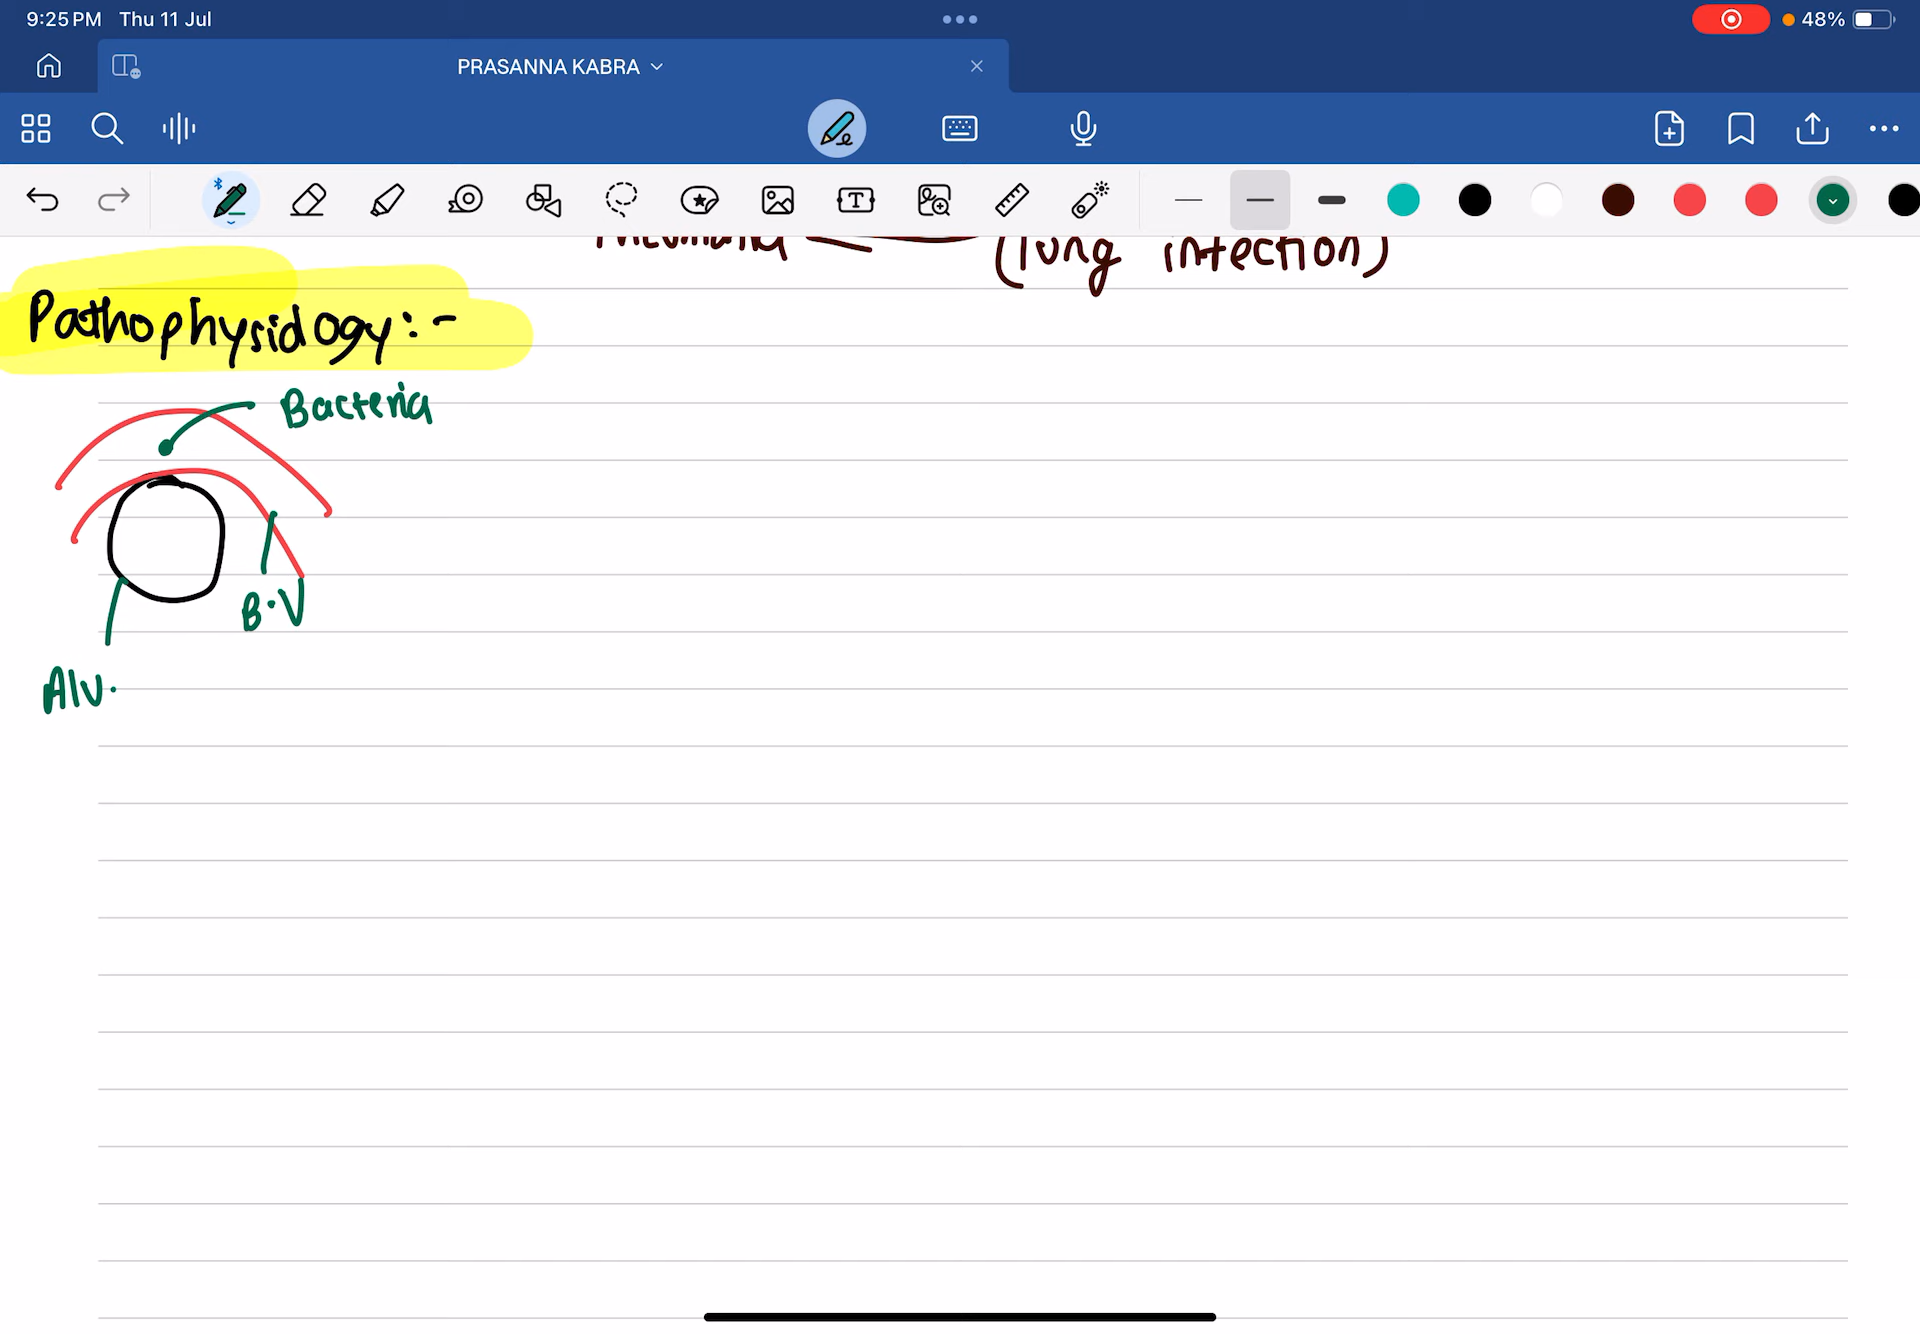 9:25 PM Thu 11 Jul
48%
PRASANNA KABRA
(lung infection)
Pathophysiology:-
Bacteria
B.V
Alv.